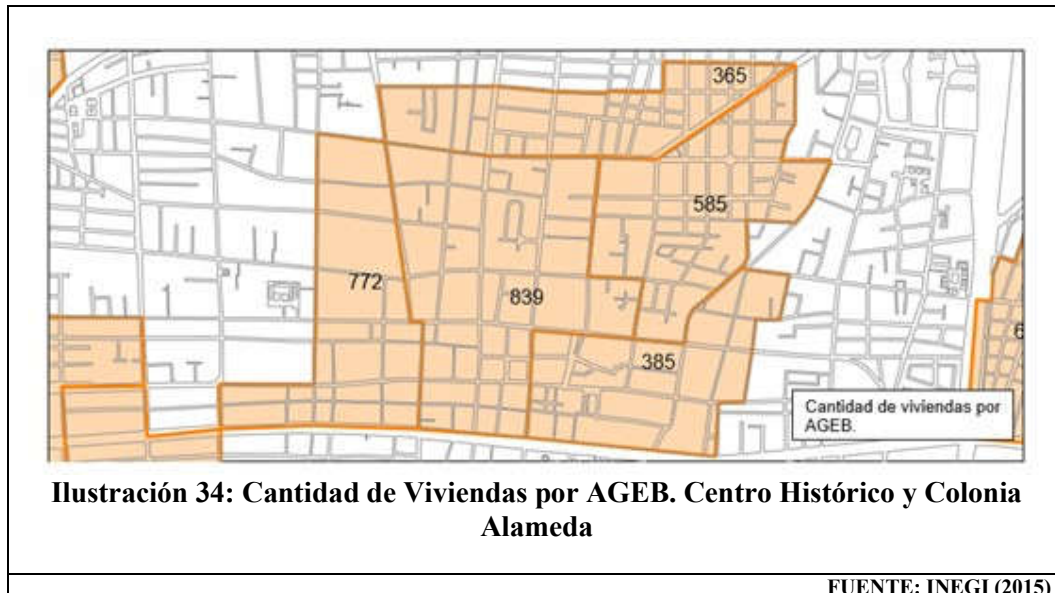 365
585
772
839
385
6
Cantidad de viviendas por
AGEB.
Ilustración 34: Cantidad de Viviendas por AGEB. Centro Histórico y Colonia
Alameda
FUENTE: INEGI (2015)